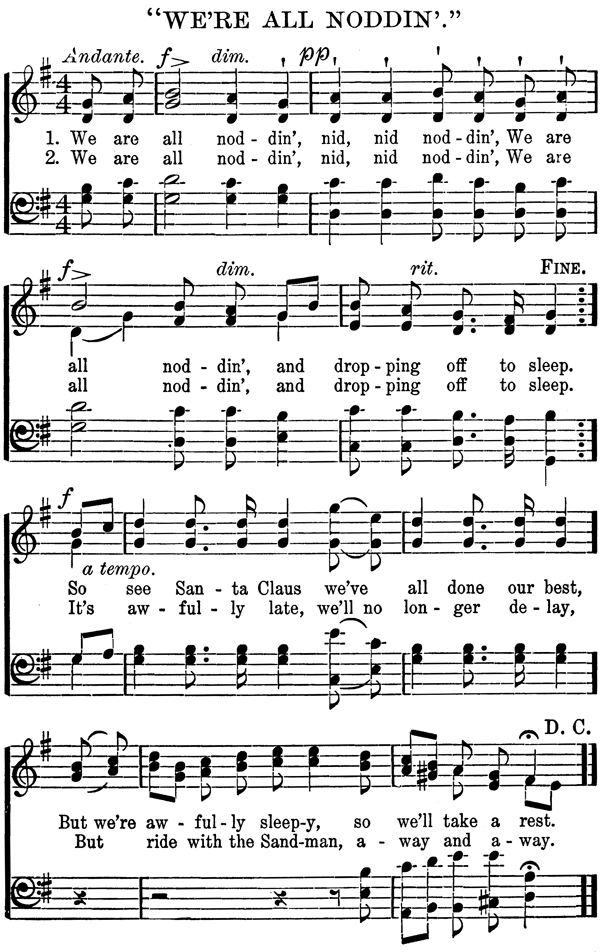 "WE'RE ALL NODDIN'."
Andante. f dim. pp
4 4
1. We are all nod - din', nid, nid nod - din', We are
2. We are all nod - din', nid, nid nod - din', We are
4 4
f dim. rit. FINE.
all nod - din', and drop - ping off to sleep.
all nod - din', and drop - ping off to sleep.
f
a tempo.
So see San - ta Claus we've all done our best,
It's aw - ful - ly late, we'll no lon - ger de - lay,
D. C.
But we're aw - ful - ly sleep-y, so we'll take a rest.
But ride with the Sand-man, a - way and a - way.